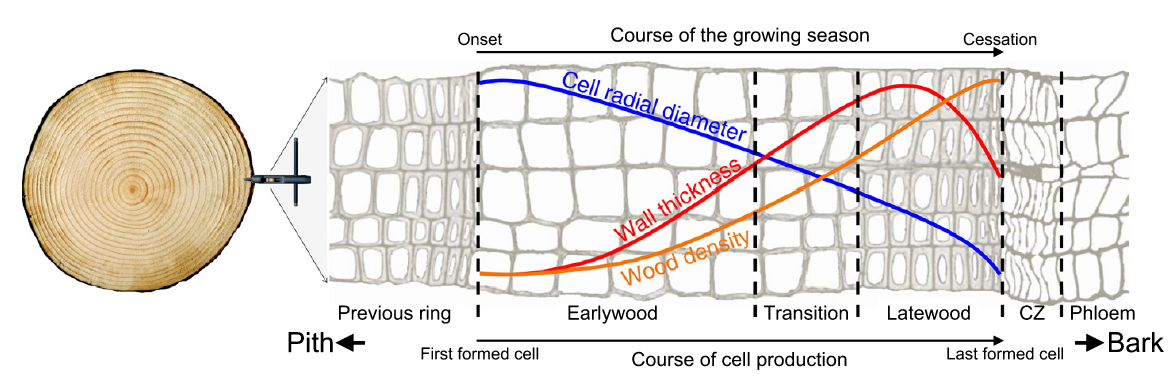 Course of the growing season
Onset
Cessation
Cell radial diameter
Wall thickness
Wood density
Previous ring
Earlywood
Transition
Latewood
CZ
Phloem
Pith
Bark
First formed cell
Course of cell production
Last formed cell